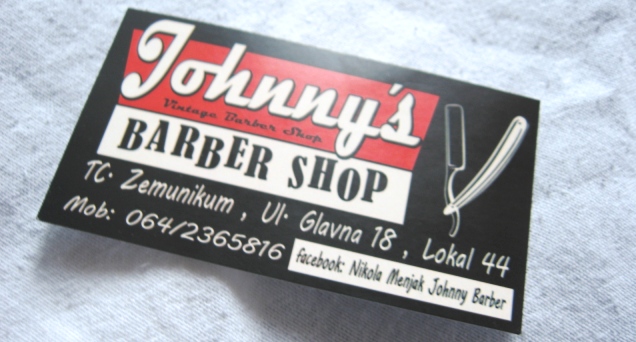 Johnny's
Vintage Barber Shop
BARBER SHOP
TC. Zemunikum, Ul. Glavna 18, Lokal 44
Mob: 064/2365816
facebook: Nikola Menjak Johnny Barber